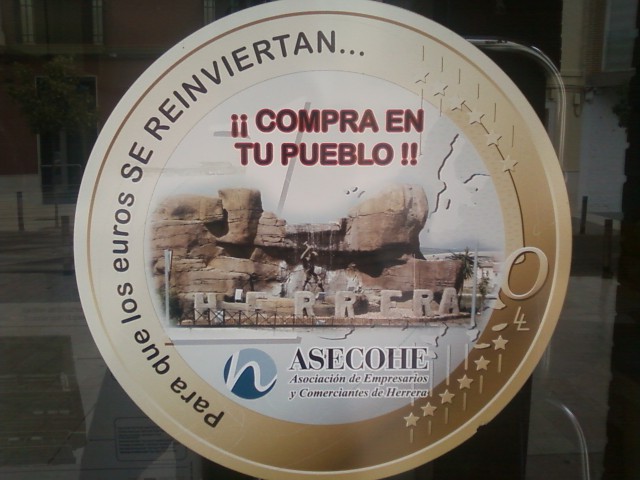 Para que los euros SE REINVIERTAN...
¡¡ COMPRA EN
TU PUEBLO !!
HERRERA
ASECOHE
Asociación de Empresarios
y Comerciantes de Herrera